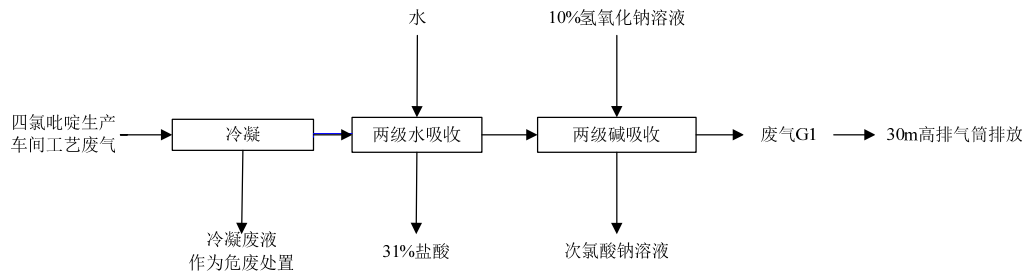 水
10%氢氧化钠溶液
四氯吡啶生产
车间工艺废气
冷凝
两级水吸收
两级碱吸收
废气G1
30m高排气筒排放
冷凝废液
作为危废处置
31%盐酸
次氯酸钠溶液